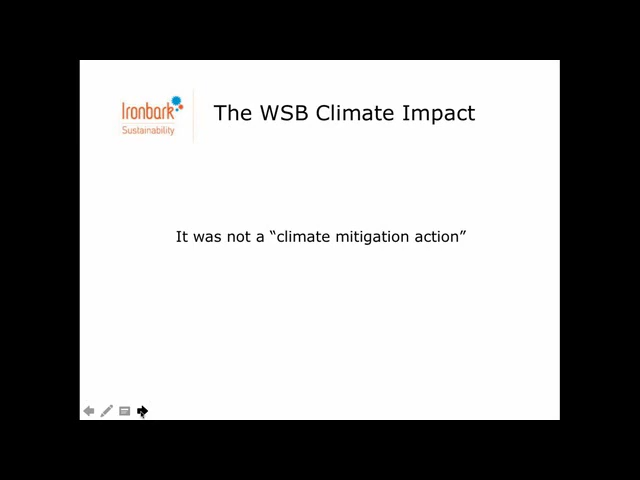 Ironbark
Sustainability
The WSB Climate Impact
It was not a “climate mitigation action”